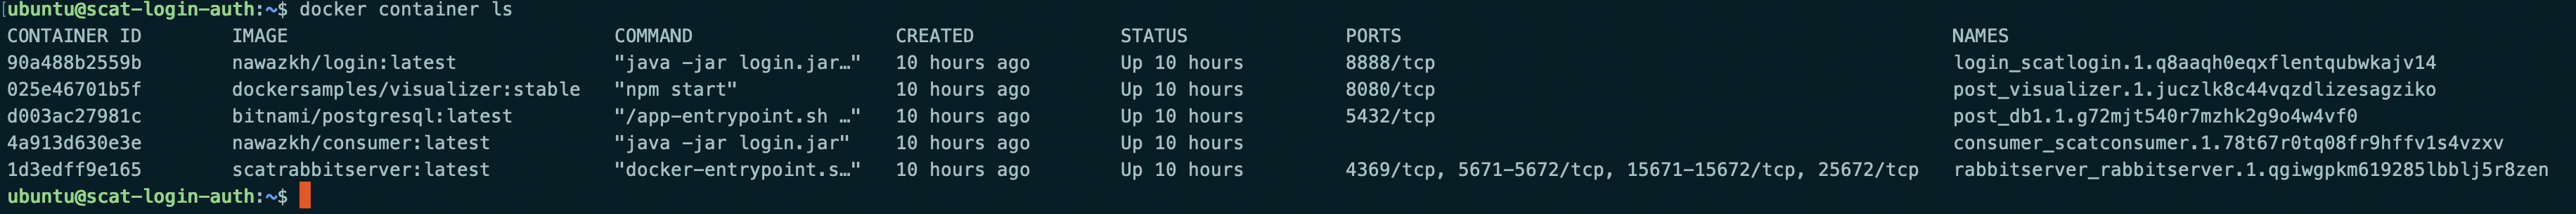 [ubuntu@scat-login-auth:~$ docker container ls
CONTAINER ID IMAGE COMMAND CREATED STATUS PORTS NAMES
90a488b2559b nawazkh/login:latest "java -jar login.jar…" 10 hours ago Up 10 hours 8888/tcp login_scatlogin.1.q8aaqh0eqxflentqubwkajv14
025e46701b5f dockersamples/visualizer:stable "npm start" 10 hours ago Up 10 hours 8080/tcp post_visualizer.1.juczlk8c44vqzdlizesagziko
d003ac27981c bitnami/postgresql:latest "/app-entrypoint.sh …" 10 hours ago Up 10 hours 5432/tcp post_db1.1.g72mjt540r7mzhk2g9o4w4vf0
4a913d630e3e nawazkh/consumer:latest "java -jar login.jar" 10 hours ago Up 10 hours consumer_scatconsumer.1.78t67r0tq08fr9hffv1s4vzxv
1d3edff9e165 scatrabbitserver:latest "docker-entrypoint.s…" 10 hours ago Up 10 hours 4369/tcp, 5671-5672/tcp, 15671-15672/tcp, 25672/tcp rabbitserver_rabbitserver.1.qgiwgpkm619285lbblj5r8zen
ubuntu@scat-login-auth:~$